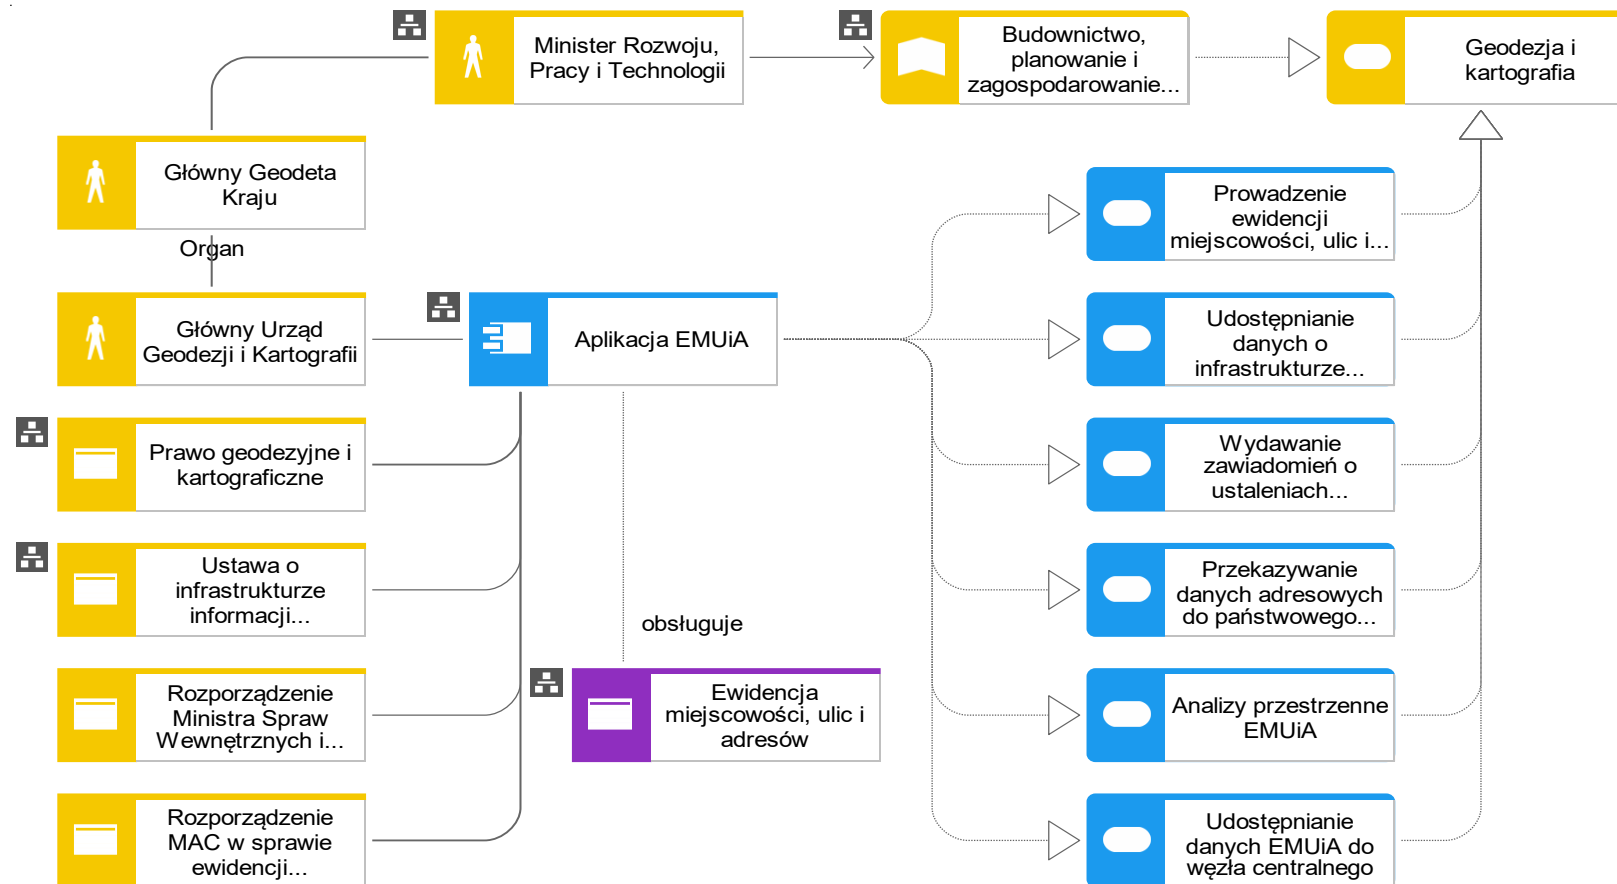 Minister Rozwoju,
Pracy i Technologii
Budownictwo,
planowanie i
zagospodarowanie...
Geodezja i
kartografia
Główny Geodeta
Kraju
Organ
Główny Urząd
Geodezji i Kartografii
Aplikacja EMUiA
Prawo geodezyjne i
kartograficzne
Ustawa o
infrastrukturze
informacji...
Rozporządzenie
Ministra Spraw
Wewnętrznych i...
Rozporządzenie
MAC w sprawie
ewidencji...
obsługuje
Ewidencja
miejscowości, ulic i
adresów
Prowadzenie
ewidencji
miejscowości, ulic i...
Udostępnianie
danych o
infrastrukturze...
Wydawanie
zawiadomień o
ustaleniach...
Przekazywanie
danych adresowych
do państwowego...
Analizy przestrzenne
EMUiA
Udostępnianie
danych EMUiA do
węzła centralnego